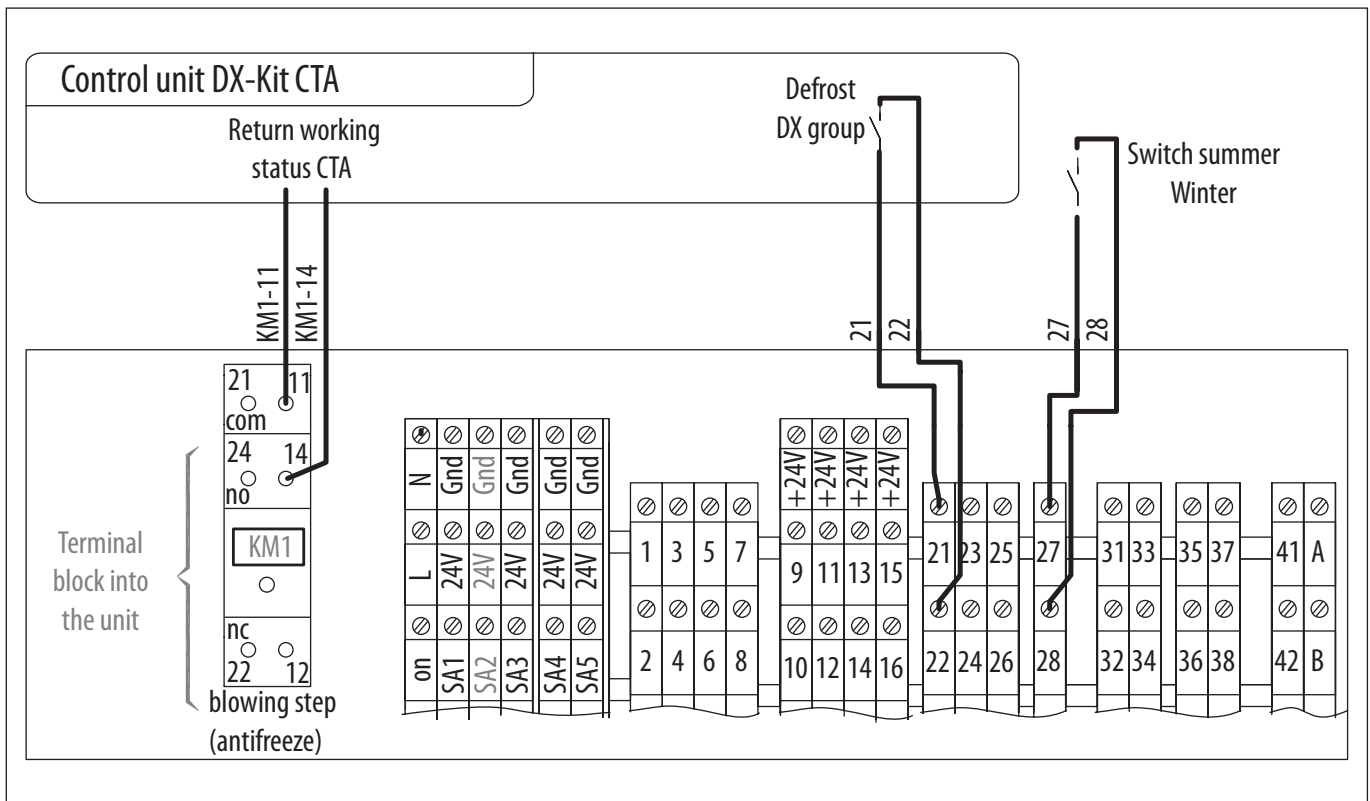 Control unit DX-Kit CTA
Return working
status CTA
Defrost
DX group
Switch summer
Winter
KM1-11
KM1-14
21
22
27
28
21 11
com
24 14
no
KM1
nc
22 12
blowing step
(antifreeze)
Terminal
block into
the unit
N Gnd Gnd Gnd Gnd Gnd
L 24V 24V 24V 24V 24V
on SA1 SA2 SA3 SA4 SA5
1 3 5 7
2 4 6 8
+24V +24V +24V +24V
9 11 13 15
10 12 14 16
21 23 25
22 24 26
27
28
31 33
32 34
35 37
36 38
41 A
42 B